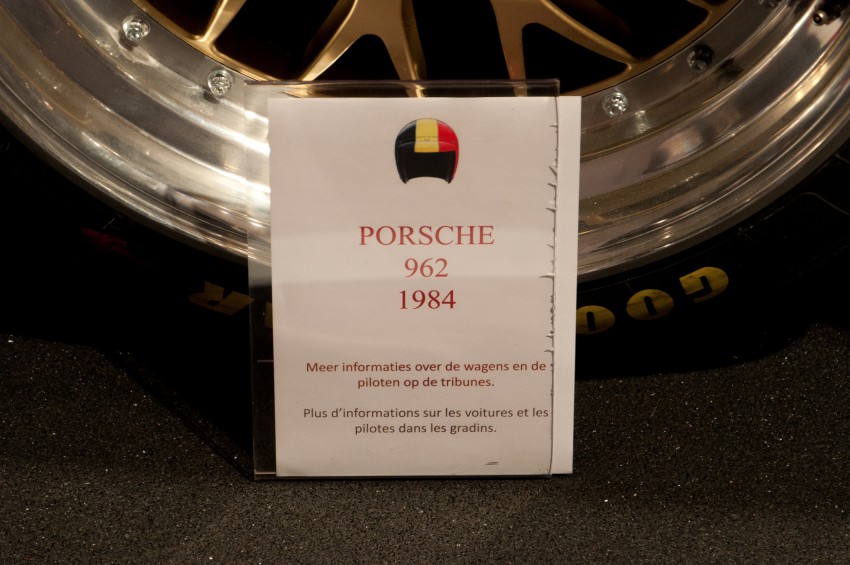 PORSCHE
962
1984
Meer informaties over de wagens en de
piloten op de tribunes.
Plus d'informations sur les voitures et les
pilotes dans les gradins.
GOO
R